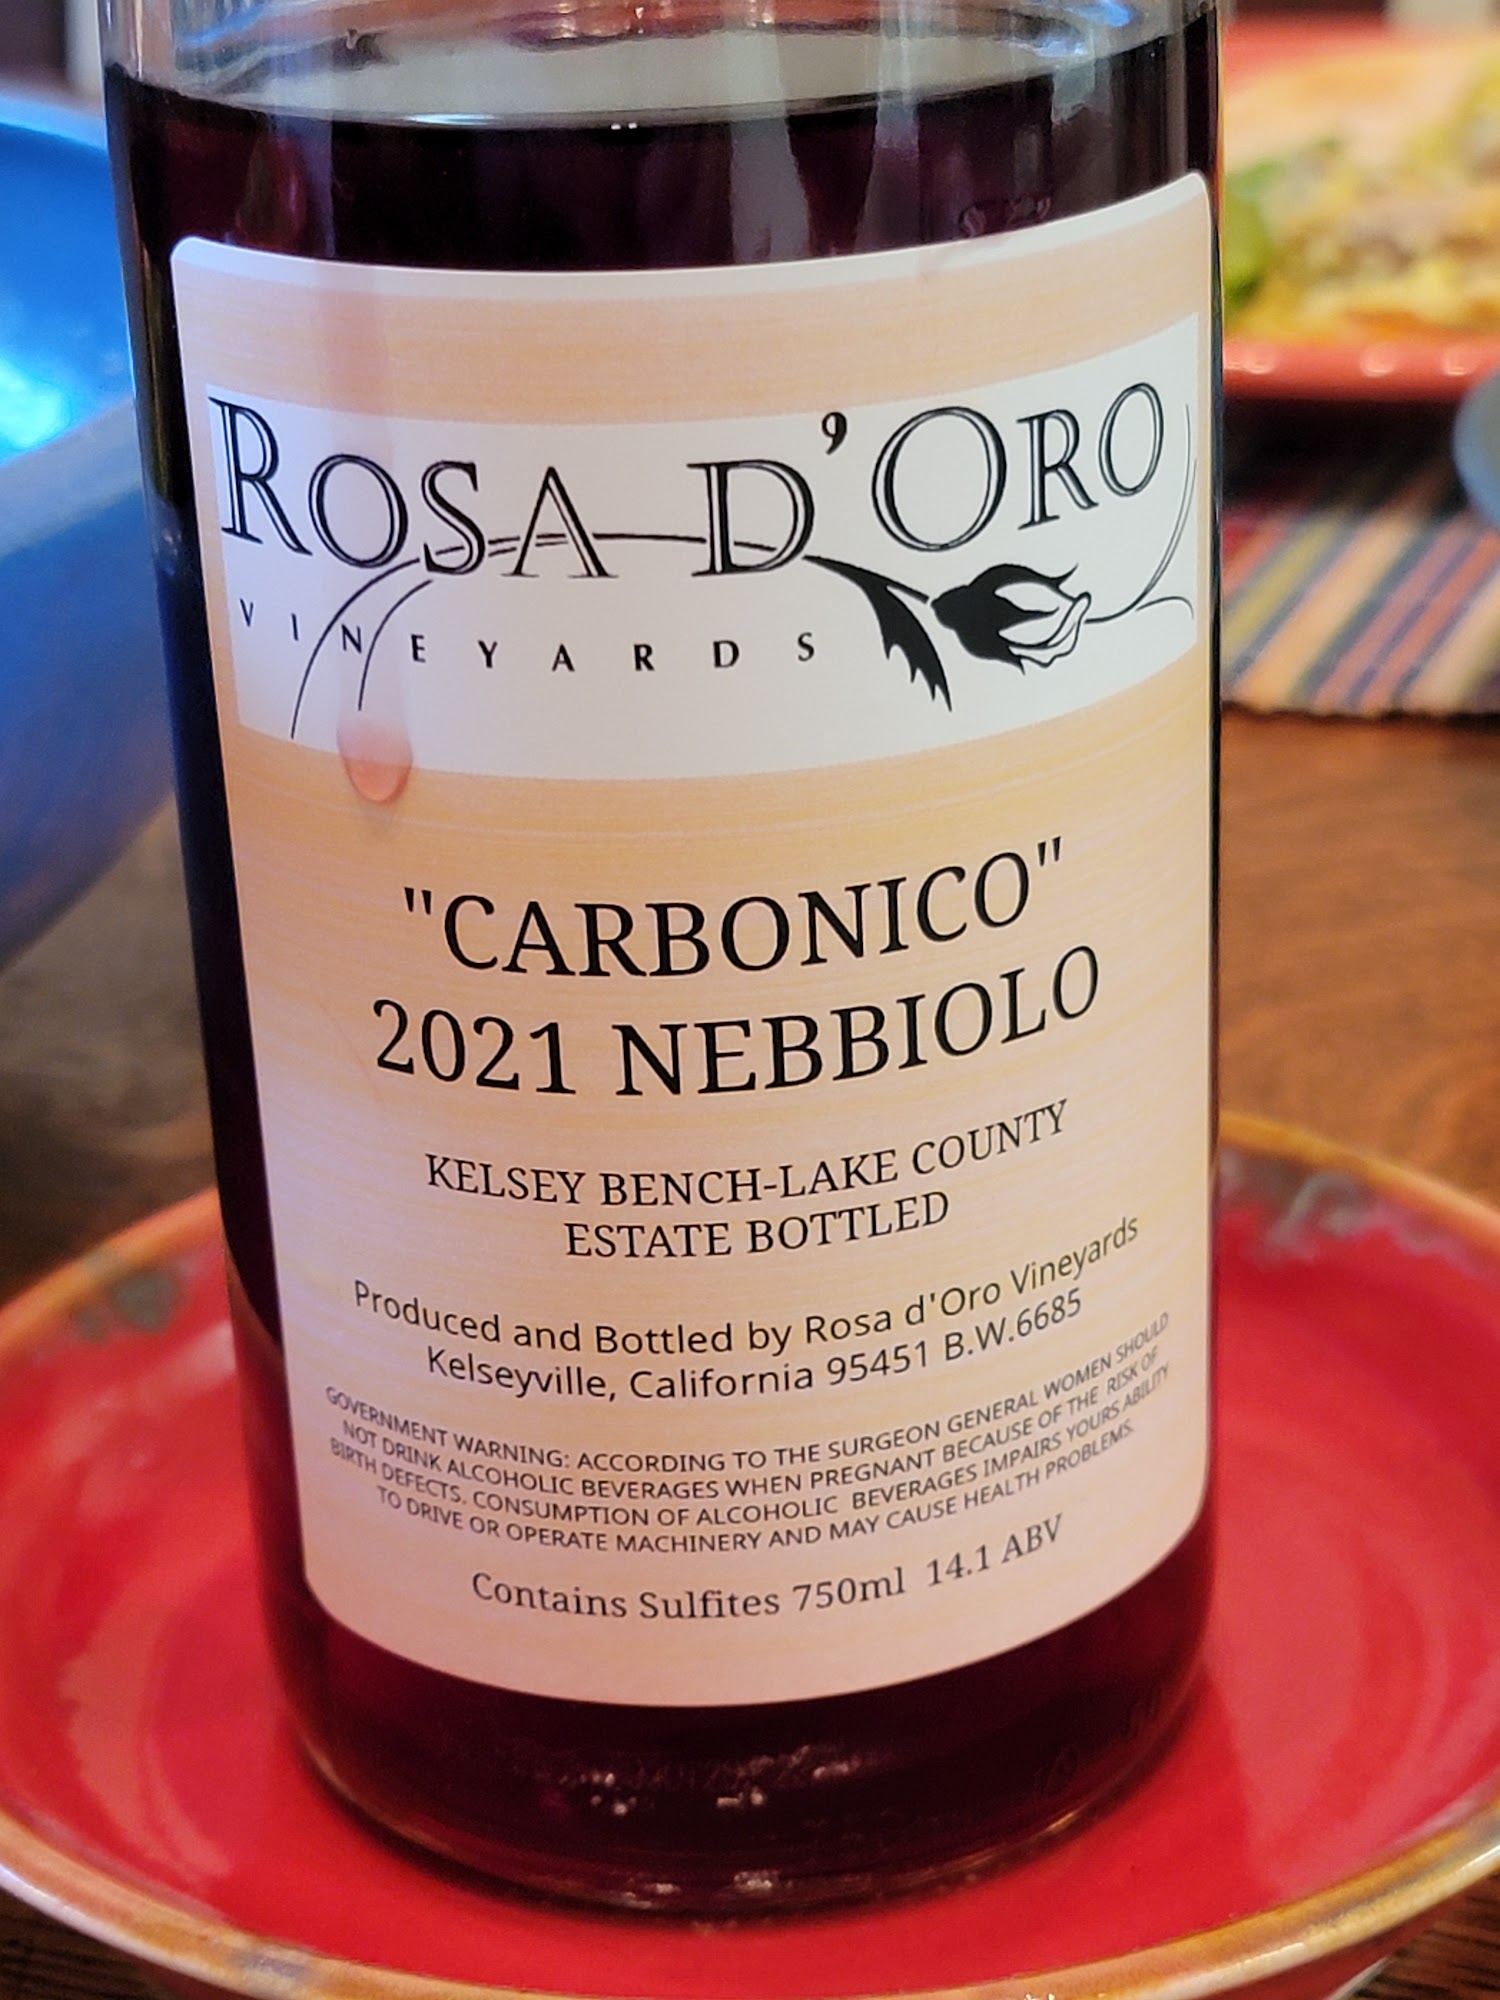 ROSA D'ORO
VINEYARDS
"CARBONICO"
2021 NEBBIOLO
KELSEY BENCH-LAKE COUNTY
ESTATE BOTTLED
Produced and Bottled by Rosa d'Oro Vineyards
Kelseyville, California 95451 B.W.6685
GOVERNMENT WARNING: ACCORDING TO THE SURGEON GENERAL WOMEN SHOULD
NOT DRINK ALCOHOLIC BEVERAGES WHEN PREGNANT BECAUSE OF THE RISK OF
BIRTH DEFECTS. CONSUMPTION OF ALCOHOLIC BEVERAGES IMPAIRS YOURS ABILITY
TO DRIVE OR OPERATE MACHINERY AND MAY CAUSE HEALTH PROBLEMS.
Contains Sulfites 750ml 14.1 ABV